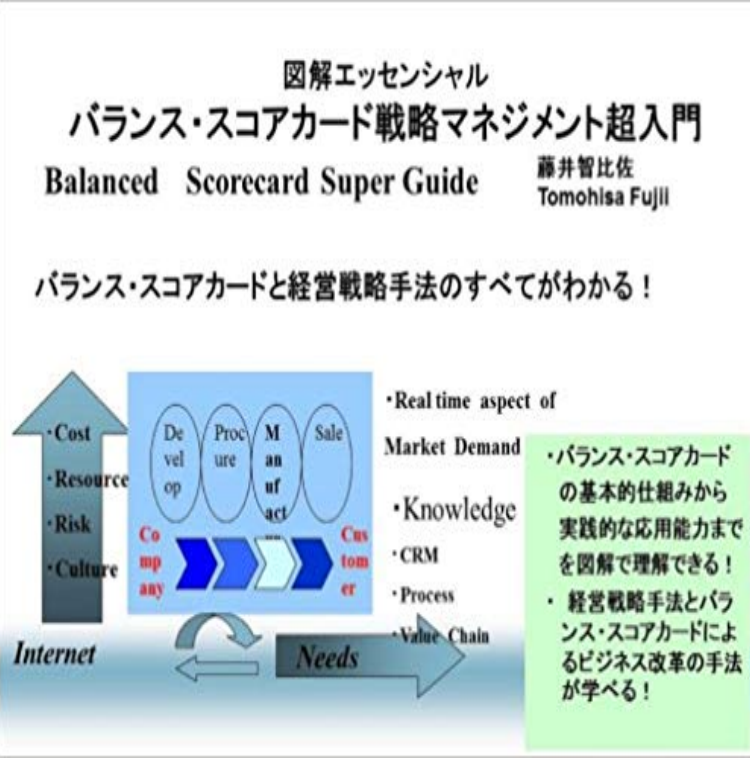 図解エッセンシャル
バランス・スコアカード戦略マネジメント超入門
Balanced Scorecard Super Guide
藤井智比佐
Tomohisa Fujii
バランス・スコアカードと経営戦略手法のすべてがわかる！
・Cost
・Resource
・Risk
・Culture
De
vel
op
Proc
ure
M
an
uf
act
Sale
Co
mp
any
Cus
tom
er
Internet
Needs
・Real time aspect of
Market Demand
・Knowledge
・CRM
・Process
・Value Chain
・バランス・スコアカード
の基本的仕組みから
実践的な応用能力まで
を図解で理解できる！
・ 経営戦略手法とバラ
ンス・スコアカードによ
るビジネス改革の手法
が学べる！